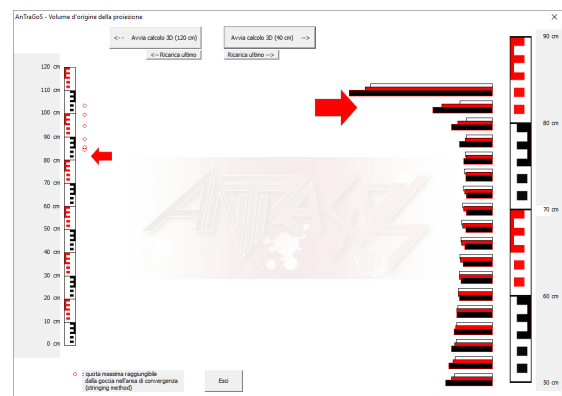 AnTraGoS - Volume d'origine della proiezione
<-- Avvia calcolo 3D (120 cm)
Avvia calcolo 3D (40 cm) -->
<-- Ricarica ultimo
Ricarica ultimo -->
120 cm
110 cm
100 cm
90 cm
80 cm
70 cm
60 cm
50 cm
40 cm
30 cm
20 cm
10 cm
0 cm
90 cm
80 cm
70 cm
60 cm
50 cm
: quota massima raggiungibile
dalla goccia nell'area di convergenza
(stringing method)
Esci